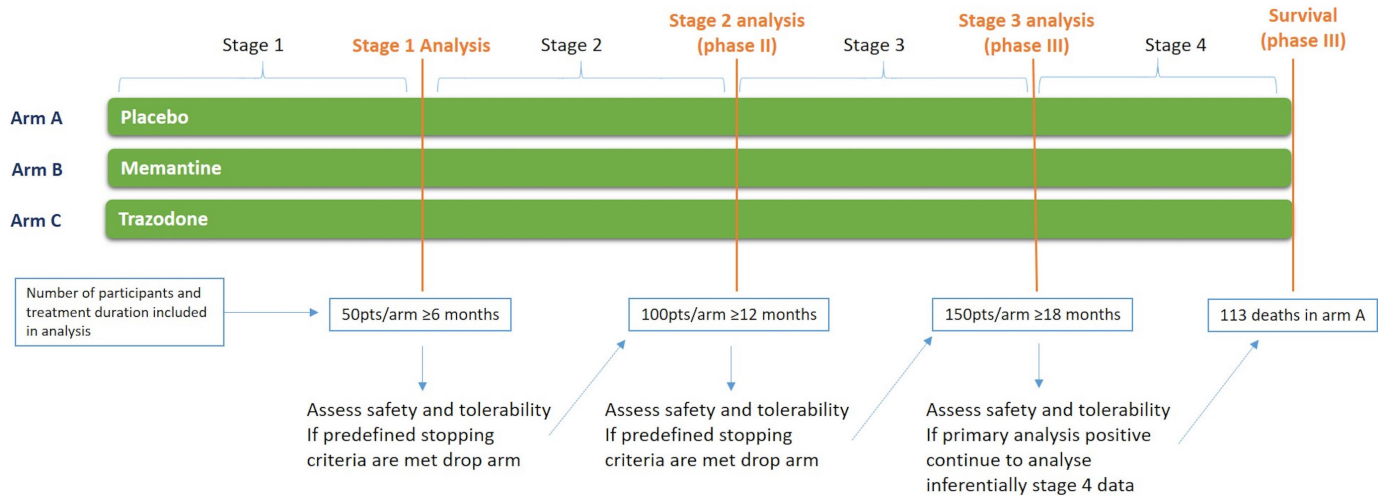 Stage 1
Stage 1 Analysis
Stage 2
Stage 2 analysis
(phase II)
Stage 3
Stage 3 analysis
(phase III)
Stage 4
Survival
(phase III)
Arm A
Placebo
Arm B
Memantine
Arm C
Trazodone
Number of participants and
treatment duration included
in analysis
50pts/arm ≥6 months
100pts/arm ≥12 months
150pts/arm ≥18 months
113 deaths in arm A
Assess safety and tolerability
If predefined stopping
criteria are met drop arm
Assess safety and tolerability
If predefined stopping
criteria are met drop arm
Assess safety and tolerability
If primary analysis positive
continue to analyse
inferentially stage 4 data